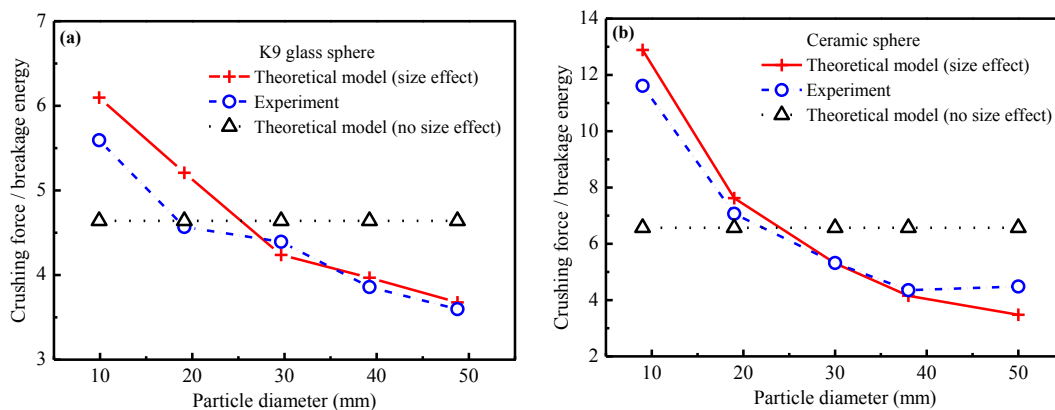 (a)
K9 glass sphere
Theoretical model (size effect)
Experiment
Theoretical model (no size effect)
Crushing force / breakage energy
7
6
5
4
3
10 20 30 40 50
Particle diameter (mm)
(b)
Ceramic sphere
Theoretical model (size effect)
Experiment
Theoretical model (no size effect)
Crushing force / breakage energy
14
12
10
8
6
4
2
10 20 30 40 50
Particle diameter (mm)